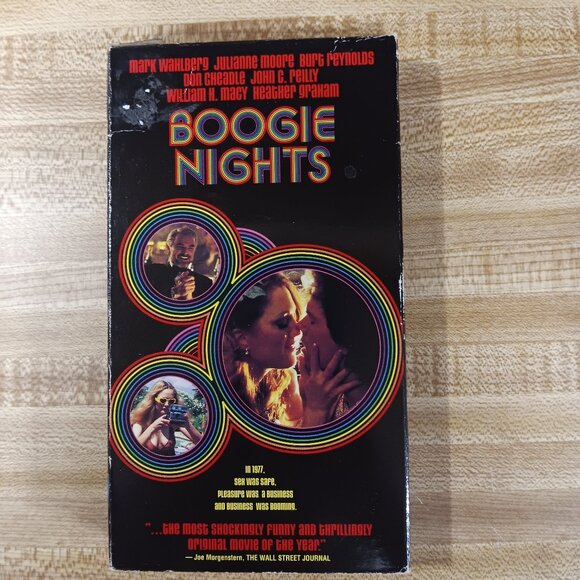 Mark Wahlberg Julianne Moore Burt Reynolds
Don Cheadle John C. Reilly
William H. Macy Heather Graham
BOOGIE
NIGHTS
In 1977,
sex was safe,
pleasure was a business
and business was booming.
"...the most shockingly funny and thrillingly
original movie of the year."
— Joe Morgenstern, THE WALL STREET JOURNAL